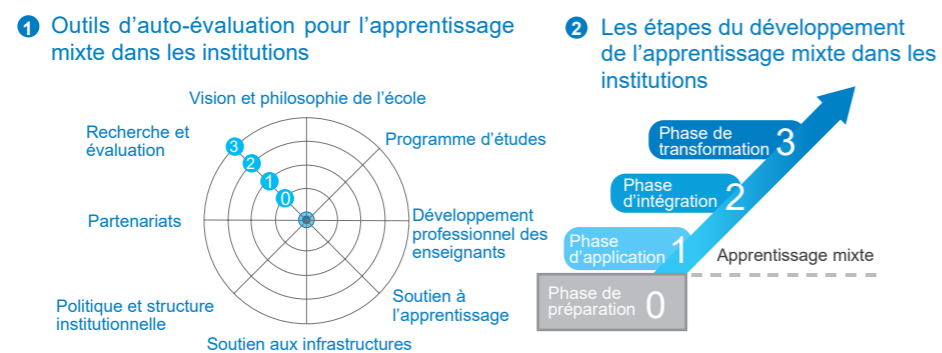 1 Outils d'auto-évaluation pour l'apprentissage
mixte dans les institutions
Vision et philosophie de l'école
Recherche et
évaluation
Programme d'études
3
2
1
0
Partenariats
Développement
professionnel des
enseignants
Politique et structure
institutionnelle
Soutien à
l'apprentissage
Soutien aux infrastructures
2 Les étapes du développement
de l'apprentissage mixte dans les
institutions
Phase de
transformation 3
Phase
d'intégration 2
Phase
d'application 1
Apprentissage mixte
Phase de
préparation 0